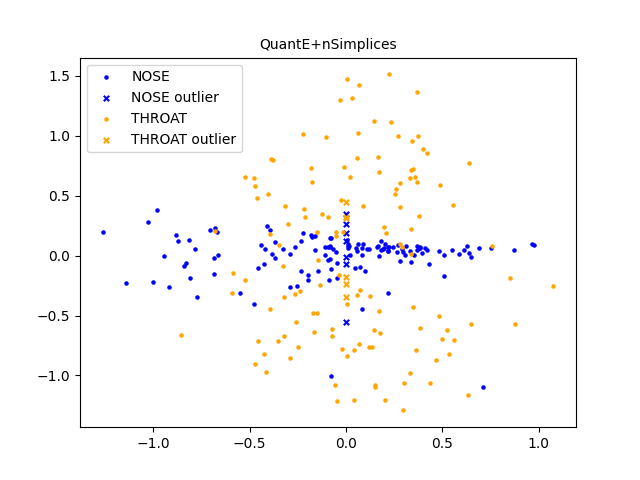 QuantE+nSimplices
NOSE
NOSE outlier
THROAT
THROAT outlier
1.5
1.0
0.5
0.0
−0.5
−1.0
−1.0
−0.5
0.0
0.5
1.0